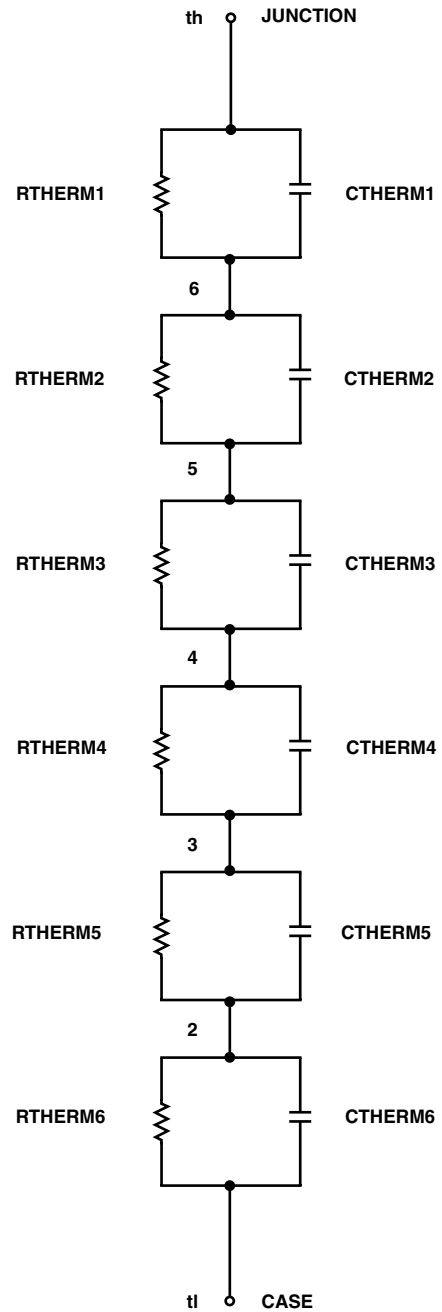 th JUNCTION
RTHERM1 CTHERM1
6
RTHERM2 CTHERM2
5
RTHERM3 CTHERM3
4
RTHERM4 CTHERM4
3
RTHERM5 CTHERM5
2
RTHERM6 CTHERM6
tl CASE